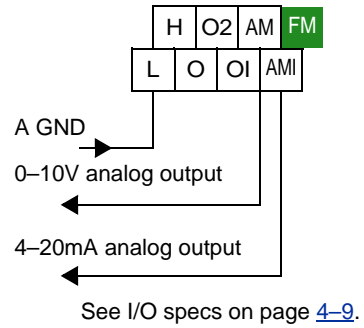 H O2 AM FM
L O OI AMI
A GND
0–10V analog output
4–20mA analog output
See I/O specs on page 4–9.